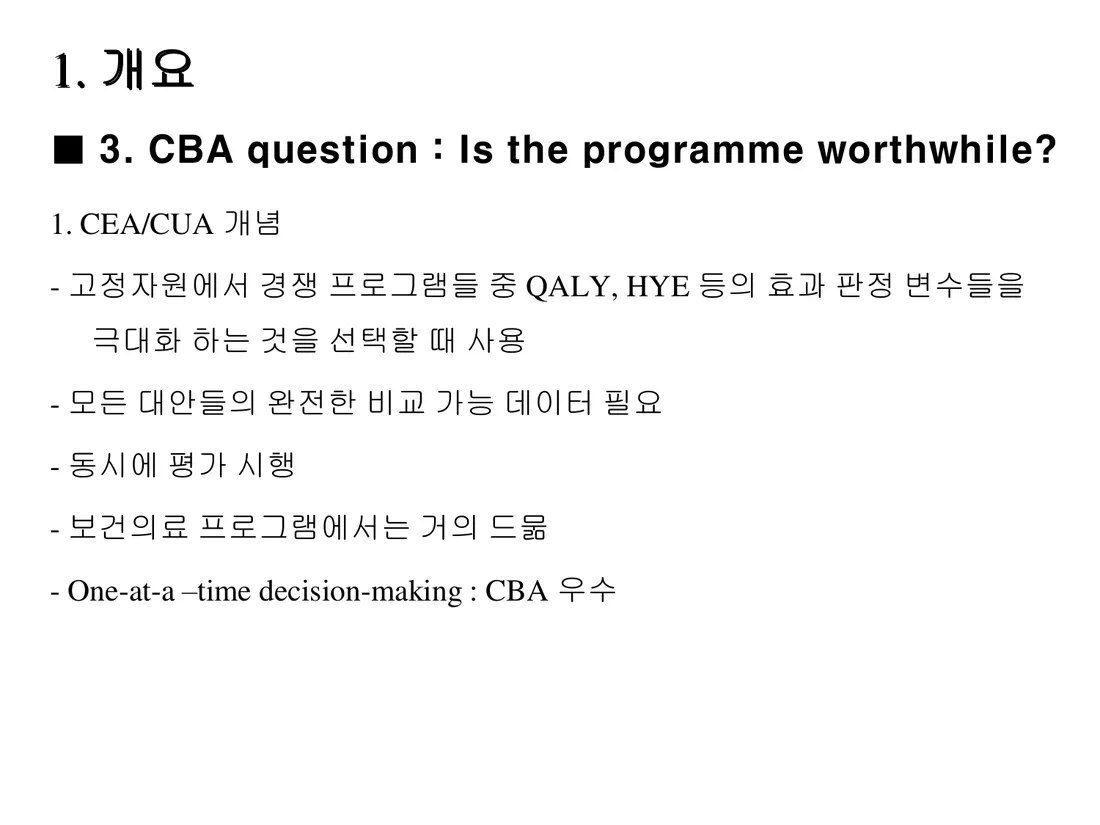 1. 개요
■ 3. CBA question : Is the programme worthwhile?
1. CEA/CUA 개념
- 고정자원에서 경쟁 프로그램들 중 QALY, HYE 등의 효과 판정 변수들을
극대화 하는 것을 선택할 때 사용
- 모든 대안들의 완전한 비교 가능 데이터 필요
- 동시에 평가 시행
- 보건의료 프로그램에서는 거의 드묾
- One-at-a –time decision-making : CBA 우수